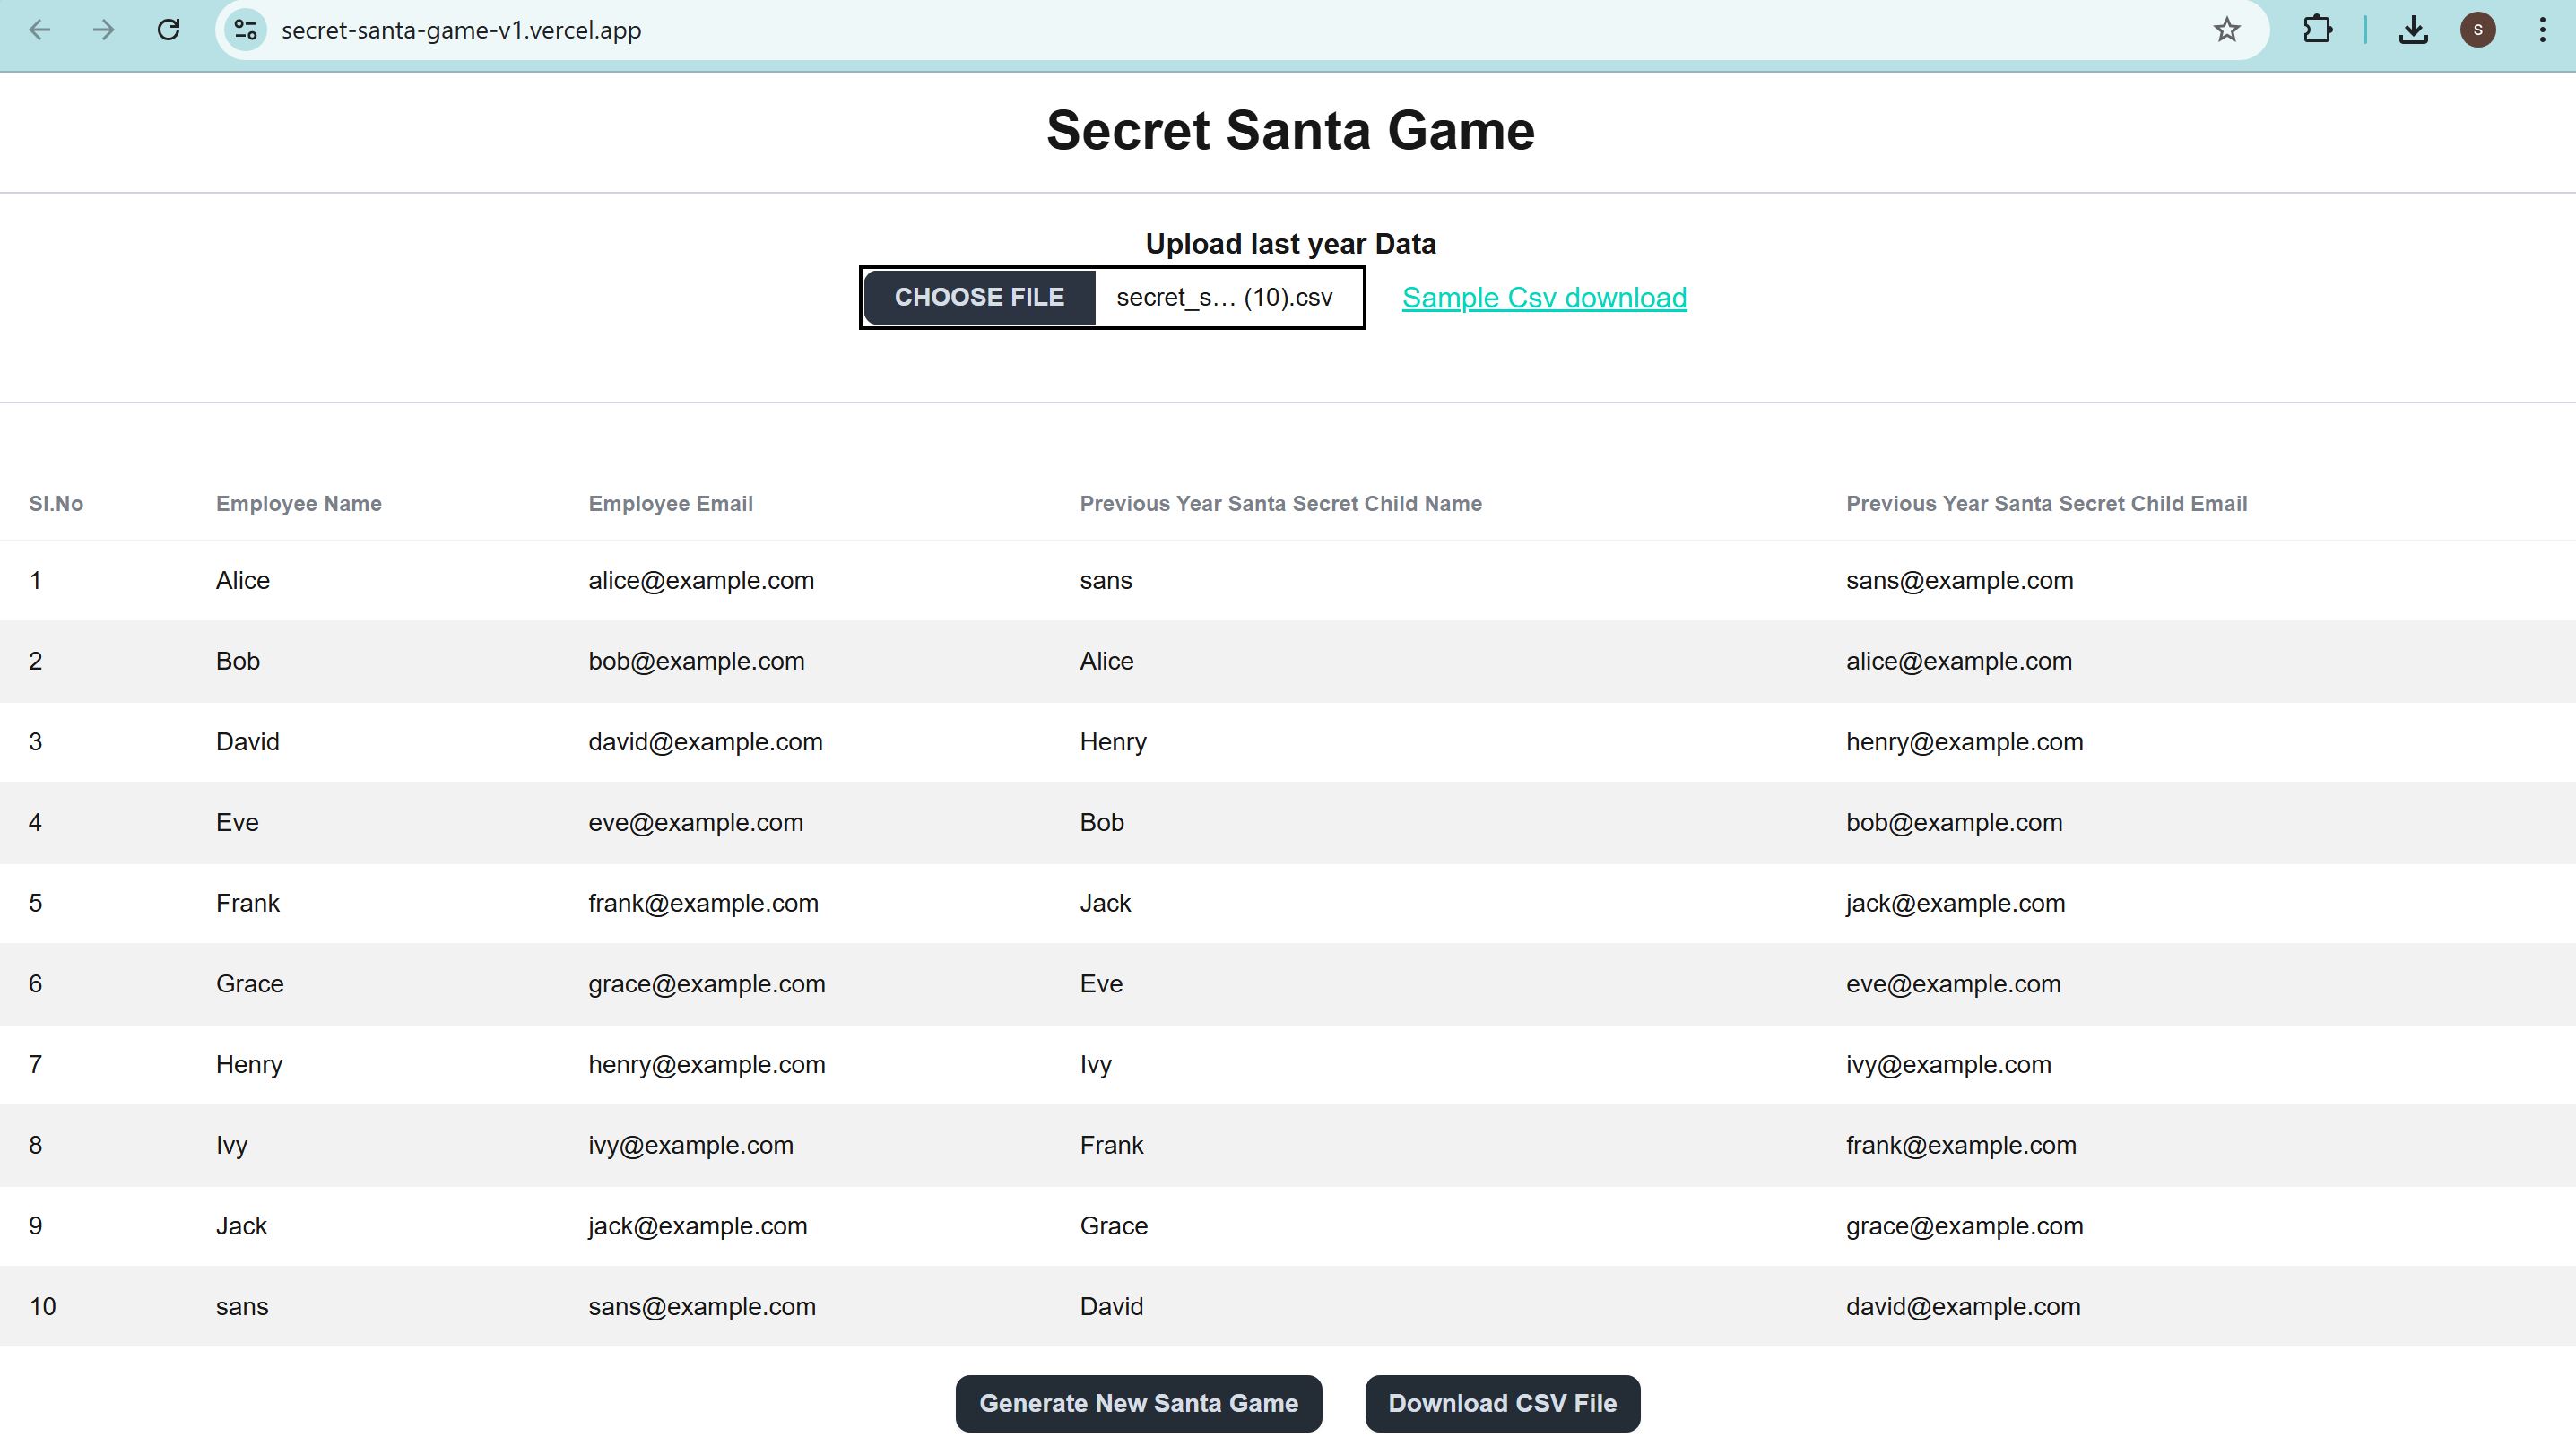 secret-santa-game-v1.vercel.app
S
Secret Santa Game
Upload last year Data
CHOOSE FILE secret_s... (10).csv Sample Csv download
Sl.No Employee Name Employee Email Previous Year Santa Secret Child Name Previous Year Santa Secret Child Email
1 Alice alice@example.com sans sans@example.com
2 Bob bob@example.com Alice alice@example.com
3 David david@example.com Henry henry@example.com
4 Eve eve@example.com Bob bob@example.com
5 Frank frank@example.com Jack jack@example.com
6 Grace grace@example.com Eve eve@example.com
7 Henry henry@example.com Ivy ivy@example.com
8 Ivy ivy@example.com Frank frank@example.com
9 Jack jack@example.com Grace grace@example.com
10 sans sans@example.com David david@example.com
Generate New Santa Game Download CSV File